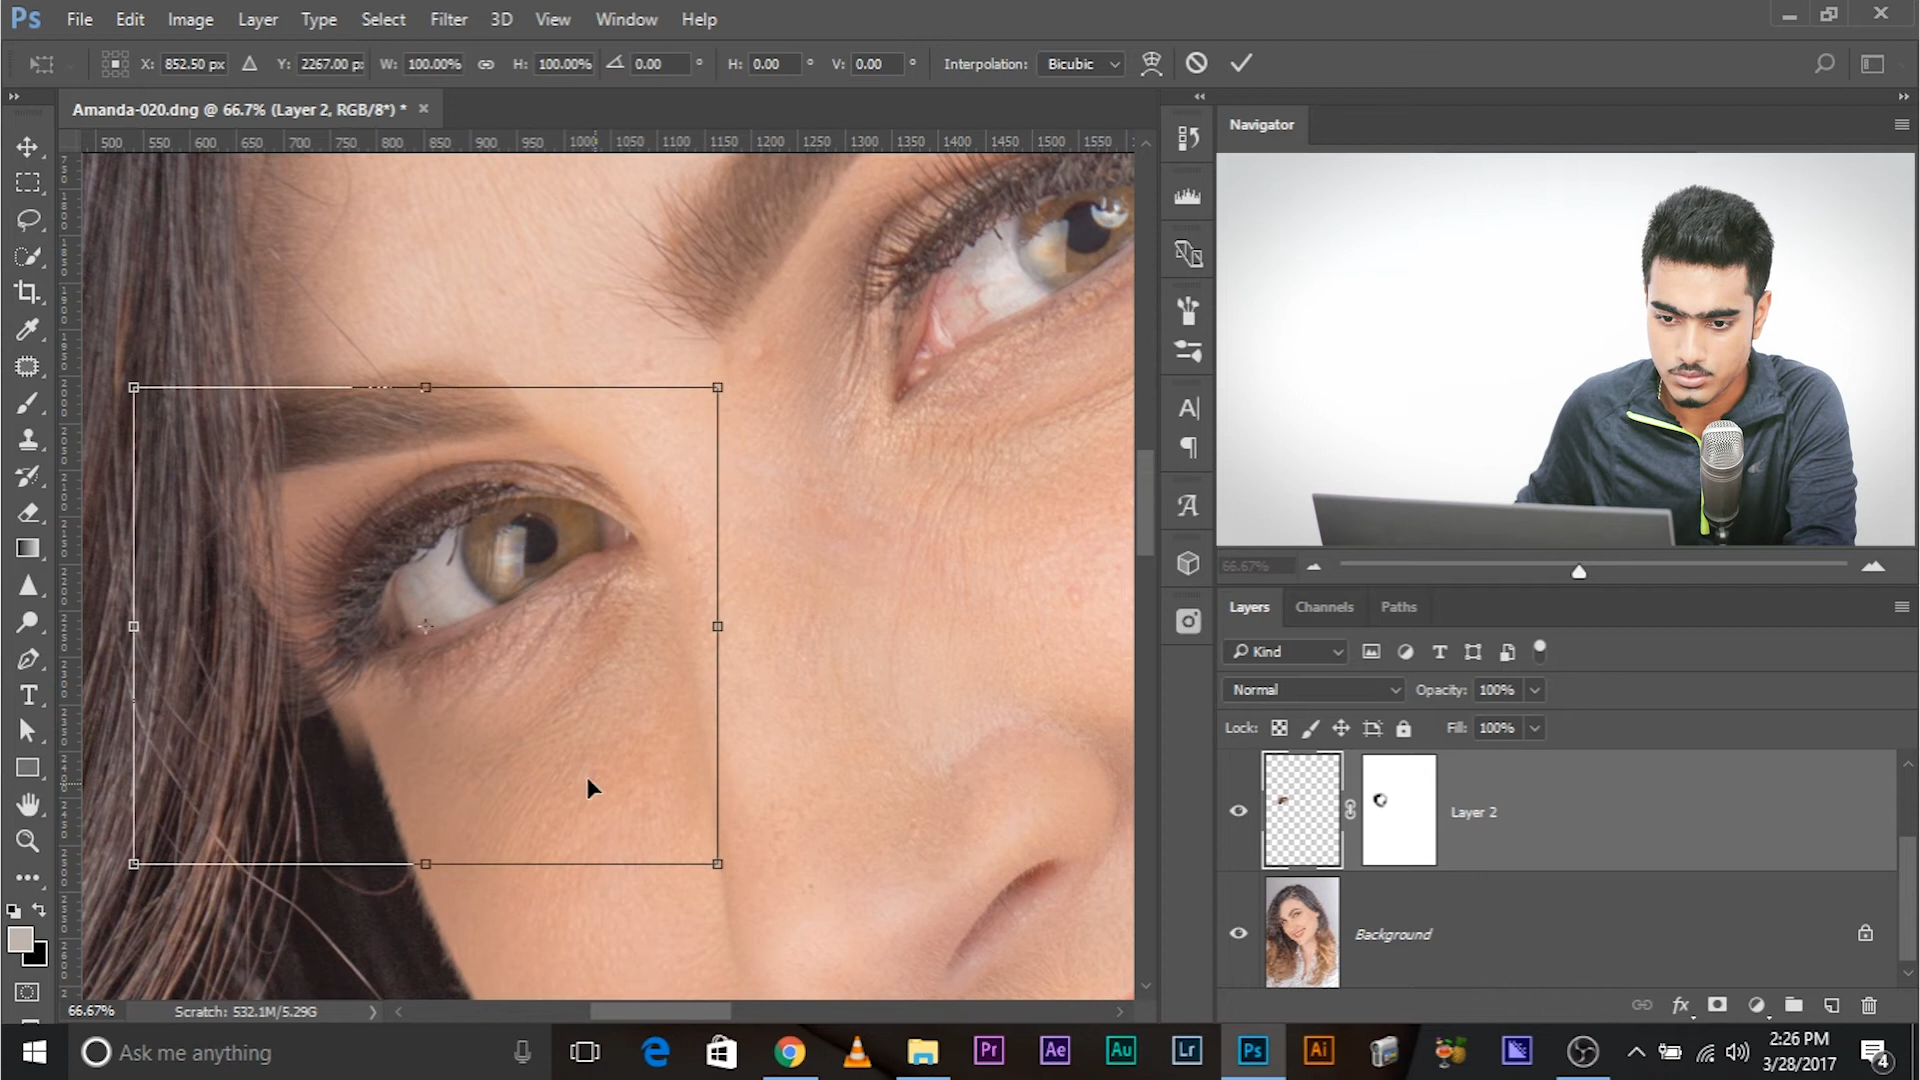 Ps File Edit Image Layer Type Select Filter 3D View Window Help
X: 852.50 px Y: 2267.00 p: W: 100.00% H: 100.00% 0.00 ° H: 0.00 ° V: 0.00 ° Interpolation: Bicubic
Amanda-020.dng @ 66.7% (Layer 2, RGB/8*) * ×
500 550 600 650 700 750 800 850 900 950 1000 1050 1100 1150 1200 1250 1300 1350 1400 1450 1500 1550
Navigator
66.67%
Layers Channels Paths
Kind
Normal Opacity: 100%
Lock: Fill: 100%
Layer 2
Background
66.67% Scratch: 532.1M/5.29G
fx
Ask me anything
Pr Ae Au Lr Ps Ai
2:26 PM
3/28/2017
4